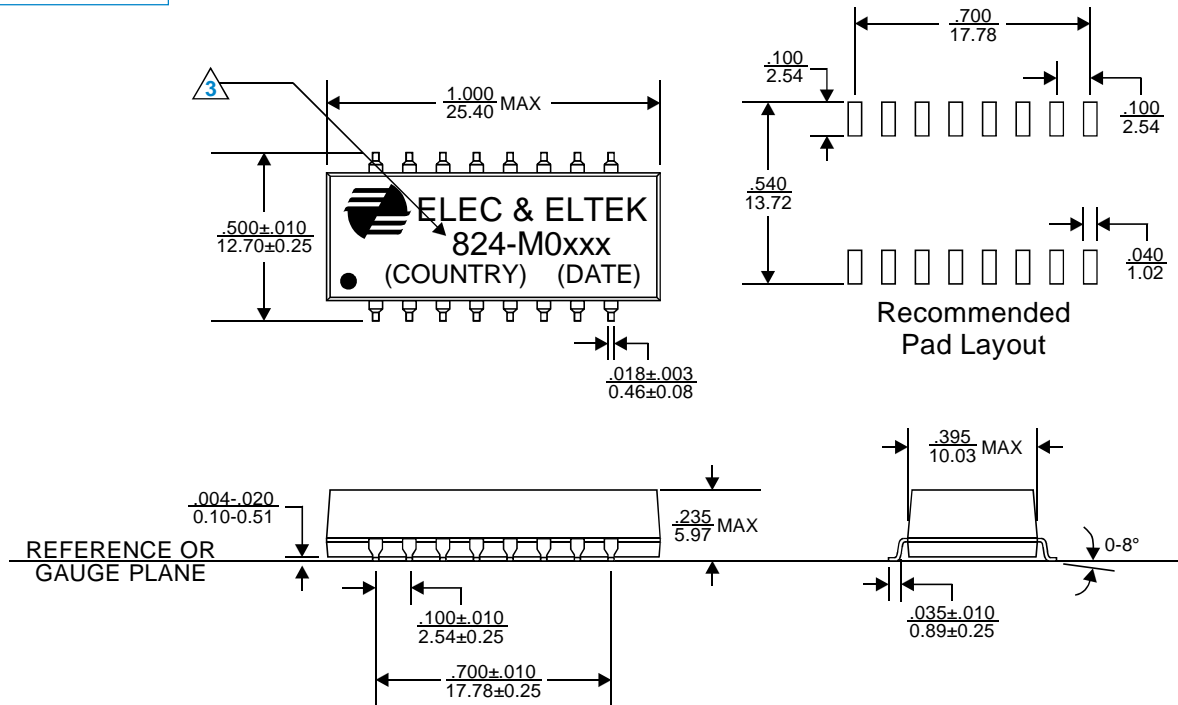 3
1.000
25.40 MAX
.500±.010
12.70±0.25
ELEC & ELTEK
824-M0xxx
(COUNTRY) (DATE)
.018±.003
0.46±0.08
.700
17.78
.100
2.54
.100
2.54
.540
13.72
.040
1.02
Recommended
Pad Layout
.004-.020
0.10-0.51
REFERENCE OR
GAUGE PLANE
.235
5.97 MAX
.100±.010
2.54±0.25
.700±.010
17.78±0.25
.395
10.03 MAX
0-8°
.035±.010
0.89±0.25